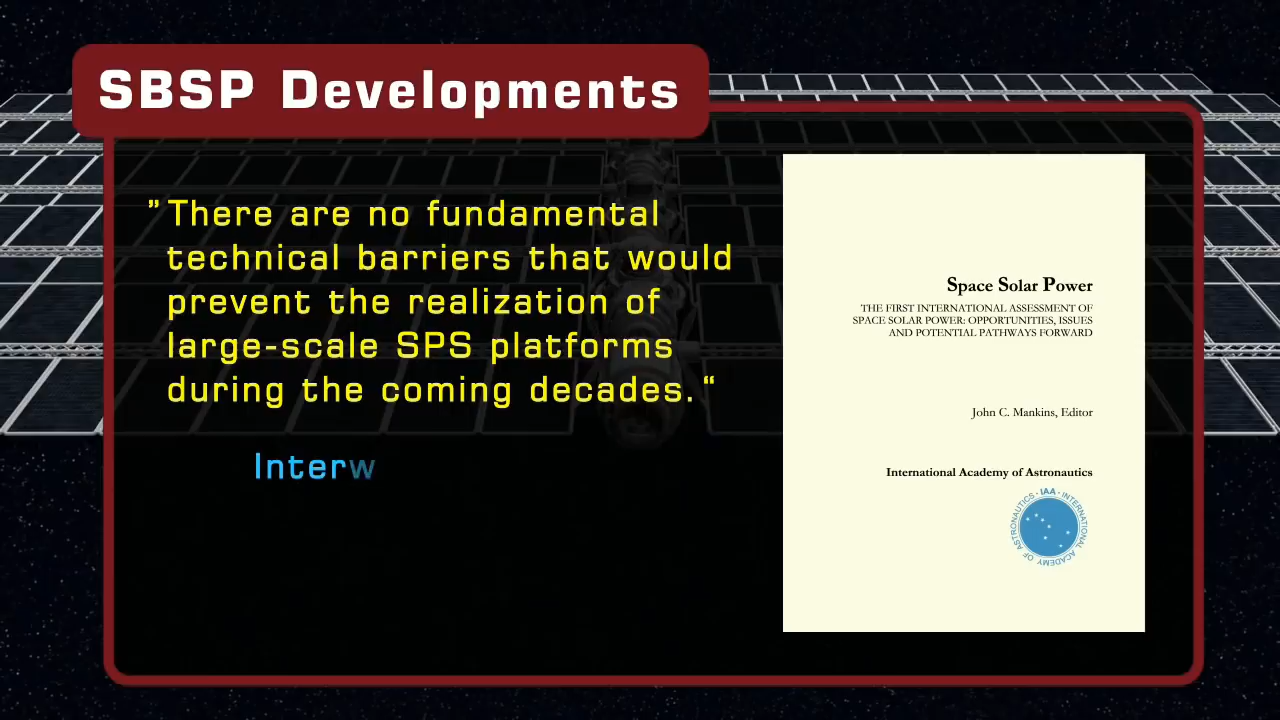 SBSP Developments
”There are no fundamental
technical barriers that would
prevent the realization of
large-scale SPS platforms
during the coming decades.“
Interw
Space Solar Power
THE FIRST INTERNATIONAL ASSESSMENT OF
SPACE SOLAR POWER: OPPORTUNITIES, ISSUES
AND POTENTIAL PATHWAYS FORWARD
John C. Mankins, Editor
International Academy of Astronautics
· IAA · INTERNATIONAL ACADEMY OF ASTRONAUTICS